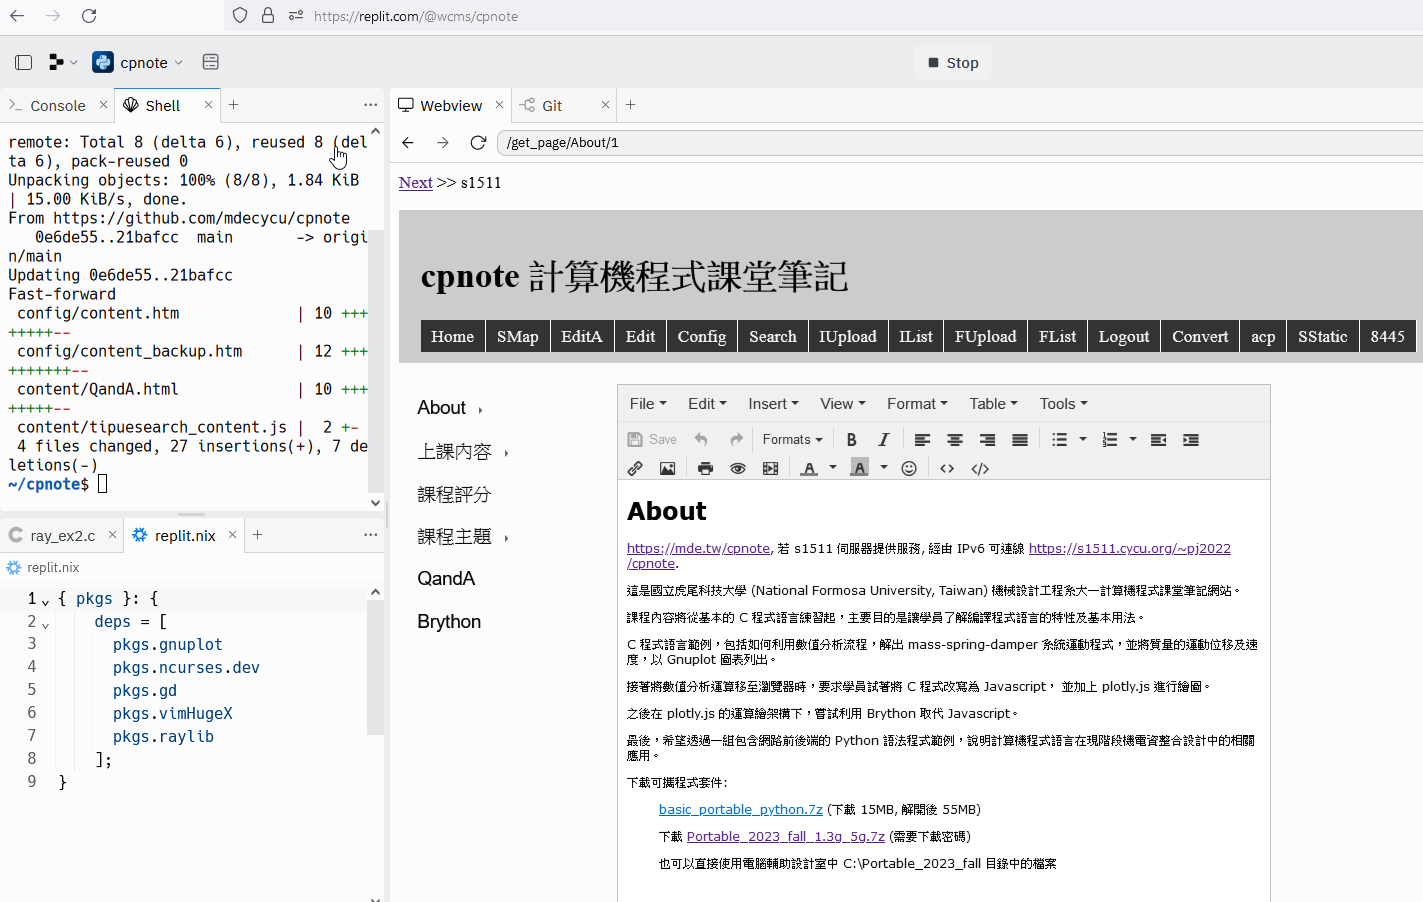 https://replit.com/@wcms/cpnote
cpnote
Stop
Console
Shell
remote: Total 8 (delta 6), reused 8 (del
ta 6), pack-reused 0
Unpacking objects: 100% (8/8), 1.84 KiB
| 15.00 KiB/s, done.
From https://github.com/mdecycu/cpnote
0e6de55..21bafcc  main       -> origi
n/main
Updating 0e6de55..21bafcc
Fast-forward
config/content.htm             | 10 +++
+++++--
config/content_backup.htm      | 12 +++
+++++++--
content/QandA.html             | 10 +++
+++++--
content/tipuesearch_content.js |  2 +-
4 files changed, 27 insertions(+), 7 de
letions(-)
~/cpnote$
ray_ex2.c
replit.nix
replit.nix
1 { pkgs }: {
2 deps = [
3 pkgs.gnuplot
4 pkgs.ncurses.dev
5 pkgs.gd
6 pkgs.vimHugeX
7 pkgs.raylib
8 ];
9 }
Webview
Git
/get_page/About/1
Next >> s1511
cpnote 計算機程式課堂筆記
Home SMap EditA Edit Config Search IUpload IList FUpload FList Logout Convert acp SStatic 8445
About
上課內容
課程評分
課程主題
QandA
Brython
File Edit Insert View Format Table Tools
Save Formats B I
A A
About
https://mde.tw/cpnote, 若 s1511 伺服器提供服務, 經由 IPv6 可連線 https://s1511.cycu.org/~pj2022
/cpnote.
這是國立虎尾科技大學 (National Formosa University, Taiwan) 機械設計工程系大一計算機程式課堂筆記網站。
課程內容將從基本的 C 程式語言練習起，主要目的是讓學員了解編譯程式語言的特性及基本用法。
C 程式語言範例，包括如何利用數值分析流程，解出 mass-spring-damper 系統運動程式，並將質量的運動位移及速
度，以 Gnuplot 圖表列出。
接著將數值分析運算移至瀏覽器時，要求學員試著將 C 程式改寫為 Javascript， 並加上 plotly.js 進行繪圖。
之後在 plotly.js 的運算繪架構下，嘗試利用 Brython 取代 Javascript。
最後，希望透過一組包含網路前後端的 Python 語法程式範例，說明計算機程式語言在現階段機電資整合設計中的相關
應用。
下載可攜程式套件:
basic_portable_python.7z (下載 15MB, 解開後 55MB)
下載 Portable_2023_fall_1.3g_5g.7z (需要下載密碼)
也可以直接使用電腦輔助設計室中 C:\Portable_2023_fall 目錄中的檔案